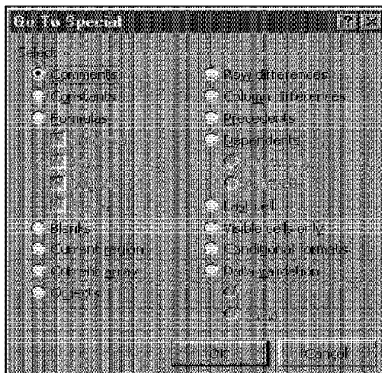 Go To Special
Select
Comments
Constants
Formulas
Blanks
Current region
Current array
Objects
Row differences
Column differences
Precedents
Dependents
Last cell
Visible cells only
Conditional formats
Data validation
OK
Cancel